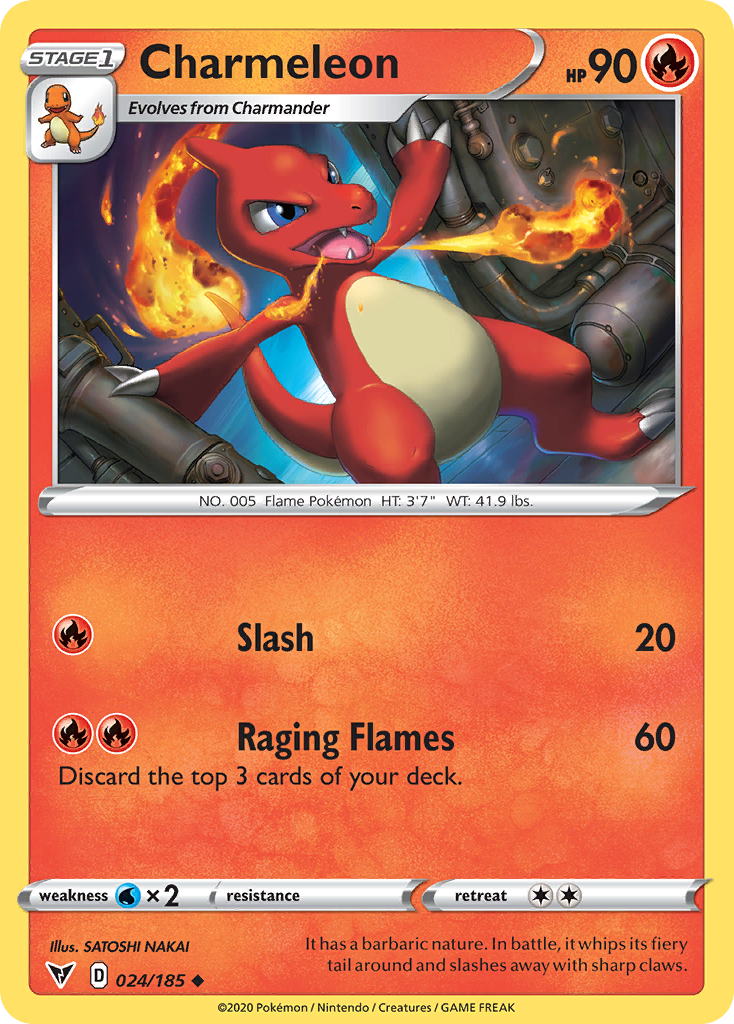 STAGE1
Charmeleon
HP90
Evolves from Charmander
NO. 005 Flame Pokémon HT: 3'7" WT: 41.9 lbs.
Slash 20
Raging Flames 60
Discard the top 3 cards of your deck.
weakness ×2 resistance retreat
Illus. SATOSHI NAKAI
It has a barbaric nature. In battle, it whips its fiery
tail around and slashes away with sharp claws.
D 024/185
©2020 Pokémon / Nintendo / Creatures / GAME FREAK